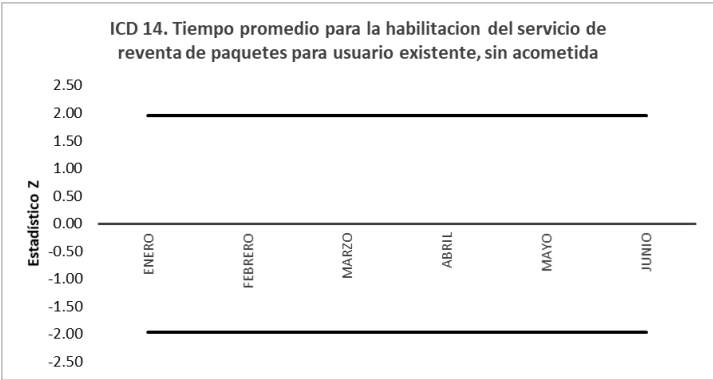 ICD 14. Tiempo promedio para la habilitacion del servicio de
reventa de paquetes para usuario existente, sin acometida
Estadístico Z
2.50
2.00
1.50
1.00
0.50
0.00
-0.50
-1.00
-1.50
-2.00
-2.50
ENERO
FEBRERO
MARZO
ABRIL
MAYO
JUNIO